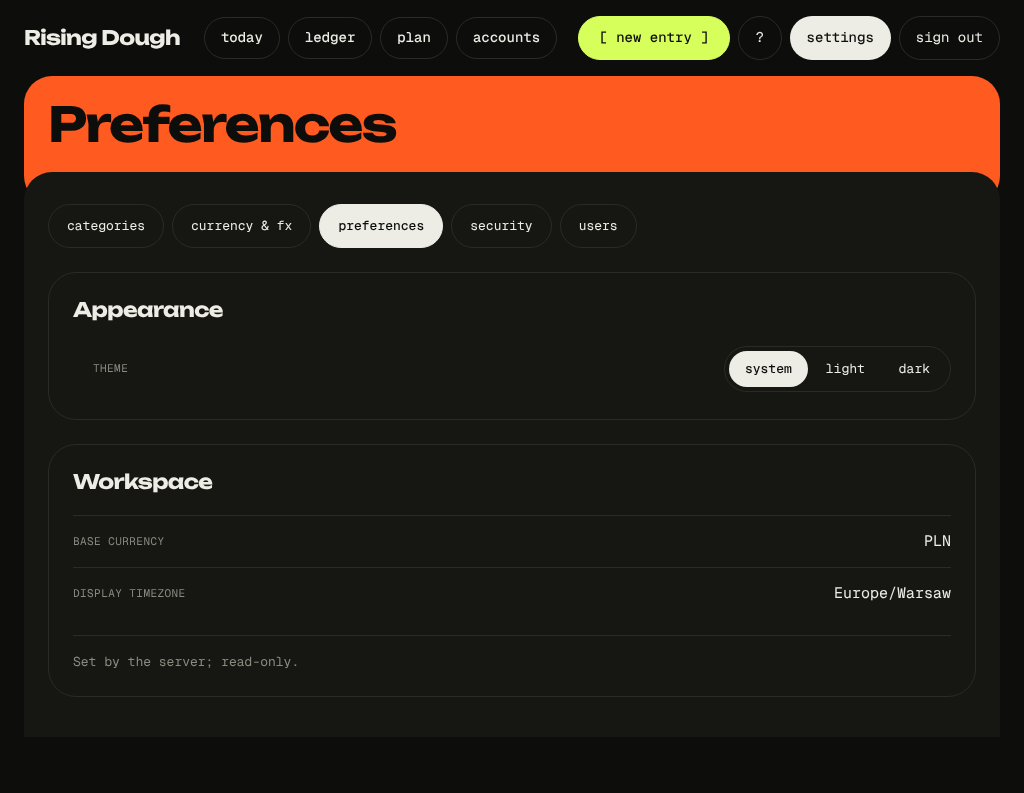 Rising Dough today ledger plan accounts [ new entry ] ? settings sign out
Preferences
categories currency & fx preferences security users
Appearance
THEME system light dark
Workspace
BASE CURRENCY PLN
DISPLAY TIMEZONE Europe/Warsaw
Set by the server; read-only.